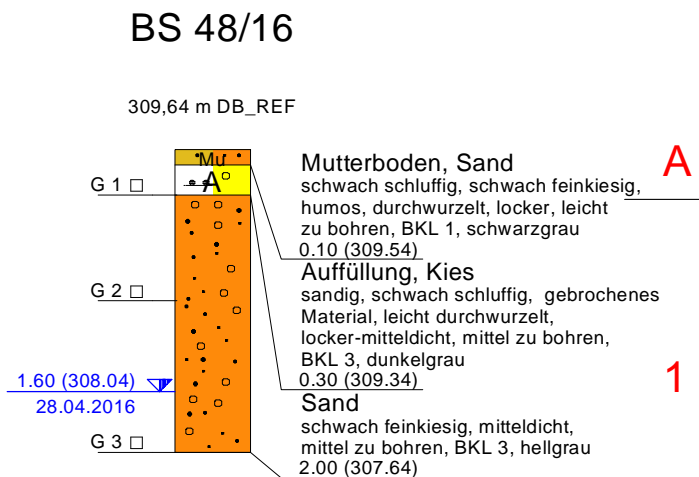 BS 48/16
309,64 m DB_REF
Mu
A
G 1
G 2
1.60 (308.04)
28.04.2016
G 3
Mutterboden, Sand
schwach schluffig, schwach feinkiesig,
humos, durchwurzelt, locker, leicht
zu bohren, BKL 1, schwarzgrau
0.10 (309.54)
Auffüllung, Kies
sandig, schwach schluffig, gebrochenes
Material, leicht durchwurzelt,
locker-mitteldicht, mittel zu bohren,
BKL 3, dunkelgrau
0.30 (309.34)
Sand
schwach feinkiesig, mitteldicht,
mittel zu bohren, BKL 3, hellgrau
2.00 (307.64)
A
1